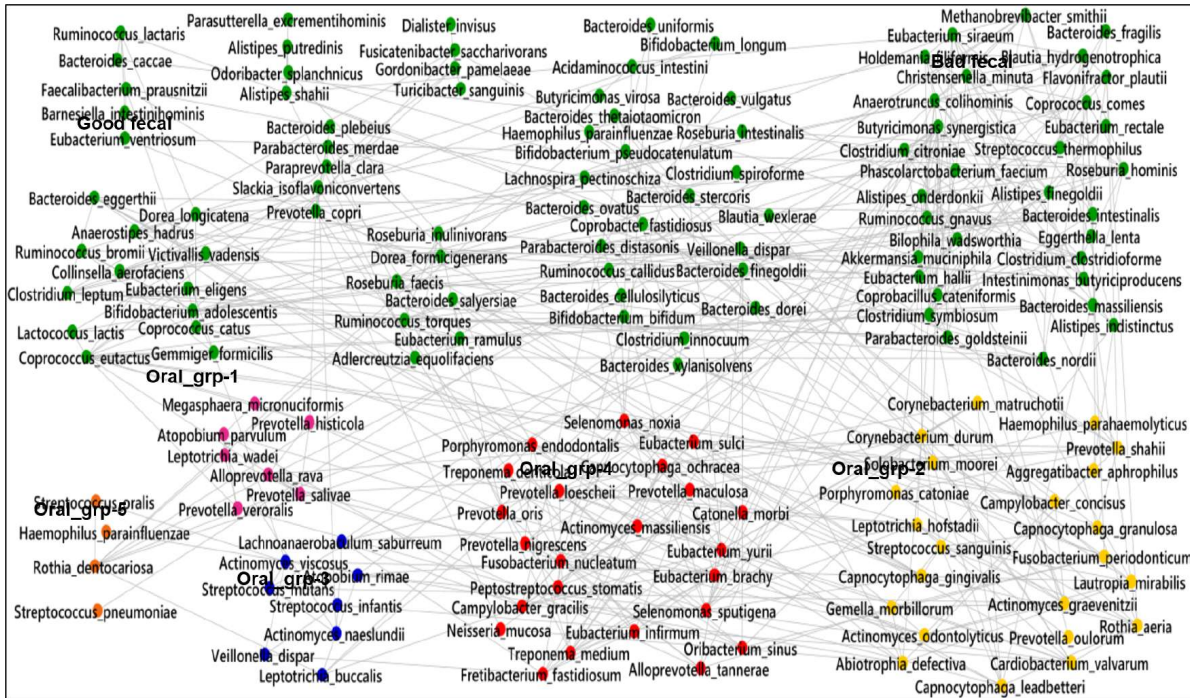 Ruminococcus_lactaris
Bacteroides_caccae
Faecalibacterium_prausnitzii
Barnesiella_intestinihominis
Good fecal
Eubacterium_ventriosum
Parasutterella_excrementihominis
Alistipes_putredinis
Odoribacter_splanchnicus
Alistipes_shahii
Bacteroides_plebeius
Parabacteroides_merdae
Paraprevotella_clara
Slackia_isoflavoniconvertens
Prevotella_copri
Dialister_invisus
Fusicatenibacter_saccharivorans
Gordonibacter_pamelaeae
Turicibacter_sanguinis
Bacteroides_uniformis
Bifidobacterium_longum
Acidaminococcus_intestini
Butyricimonas_virosa
Bacteroides_vulgatus
Bacteroides_thetaiotaomicron
Haemophilus_parainfluenzae
Roseburia_Intestinalis
Bifidobacterium_pseudocatenulatum
Lachnospira_pectinoschiza
Clostridium_spiroforme
Bacteroides_stercoris
Bacteroides_ovatus
Blautia_wexlerae
Coprobacter_fastidiosus
Parabacteroides_distasonis
Veillonella_dispar
Ruminococcus_callidus
Bacteroides_finegoldii
Bacteroides_cellulosilyticus
Bacteroides_dorei
Bifidobacterium_bifidum
Clostridium_innocuum
Bacteroides_xylanisolvens
Methanobrevibacter_smithii
Eubacterium_siraeum
Bacteroides_fragilis
Blautia_hydrogenotrophica
Bad fecal
Christensenella_minuta
Flavonifractor_plautii
Anaerotruncus_colihominis
Coprococcus_comes
Butyricimonas_synergistica
Eubacterium_rectale
Clostridium_citroniae
Streptococcus_thermophilus
Phascolarctobacterium_faecium
Roseburia_hominis
Alistipes_onderdonkii
Alistipes_finegoldii
Ruminococcus_gnavus
Bacteroides_intestinalis
Bilophila_wadsworthia
Eggerthella_lenta
Akkermansia_muciniphila
Clostridium_clostridioforme
Eubacterium_hallii
Intestinimonas_butyriciproducens
Coprobacillus_cateniformis
Bacteroides_massiliensis
Clostridium_symbiosum
Alistipes_indistinctus
Parabacteroides_goldsteinii
Bacteroides_nordii
Bacteroides_eggerthii
Dorea_longicatena
Anaerostipes_hadrus
Ruminococcus_bromii
Victivallis_vadensis
Collinsella_aerofaciens
Clostridium_leptum
Eubacterium_eligens
Bifidobacterium_adolescentis
Lactococcus_lactis
Coprococcus_catus
Coprococcus_eutactus
Gemmiger_formicilis
Roseburia_inulinivorans
Dorea_formicigenerans
Roseburia_faecis
Bacteroides_salyersiae
Ruminococcus_torques
Eubacterium_ramulus
Adlercreutzia_equolifaciens
Oral_grp-1
Megasphaera_micronuciformis
Prevotella_histicola
Atopobium_parvulum
Leptotrichia_wadei
Alloprevotella_rava
Prevotella_salivae
Prevotella_veroralis
Streptococcus_oralis
Oral_grp-5
Haemophilus_parainfluenzae
Rothia_dentocariosa
Streptococcus_pneumoniae
Lachnoanaerobaculum_saburreum
Actinomyces_viscosus
Oral_grp-3
Streptococcus_mutans
Streptococcus_infantis
Actinomyces_naeslundii
Veillonella_dispar
Leptotrichia_buccalis
Selenomonas_noxia
Porphyromonas_endodontalis
Eubacterium_sulci
Oral_grp-4
Prevotella_loescheii
Prevotella_maculosa
Prevotella_oris
Catonella_morbi
Actinomyces_massiliensis
Prevotella_nigrescens
Eubacterium_yurii
Fusobacterium_nucleatum
Eubacterium_brachy
Peptostreptococcus_stomatis
Campylobacter_gracilis
Selenomonas_sputigena
Neisseria_mucosa
Eubacterium_infirmum
Oribacterium_sinus
Treponema_medium
Alloprevotella_tannerae
Fretibacterium_fastidiosum
Corynebacterium_matruchotii
Haemophilus_parahaemolyticus
Corynebacterium_durum
Prevotella_shahii
Solobacterium_moorei
Oral_grp-2
Aggregatibacter_aphrophilus
Porphyromonas_catoniae
Campylobacter_concisus
Leptotrichia_hofstadii
Capnocytophaga_granulosa
Streptococcus_sanguinis
Fusobacterium_periodonticum
Capnocytophaga_gingivalis
Lautropia_mirabilis
Gemella_morbillorum
Actinomyces_graevenitzii
Rothia_aeria
Actinomyces_odontolyticus
Prevotella_oulorum
Abiotrophia_defectiva
Cardiobacterium_valvarum
Capnocytophaga_leadbetteri